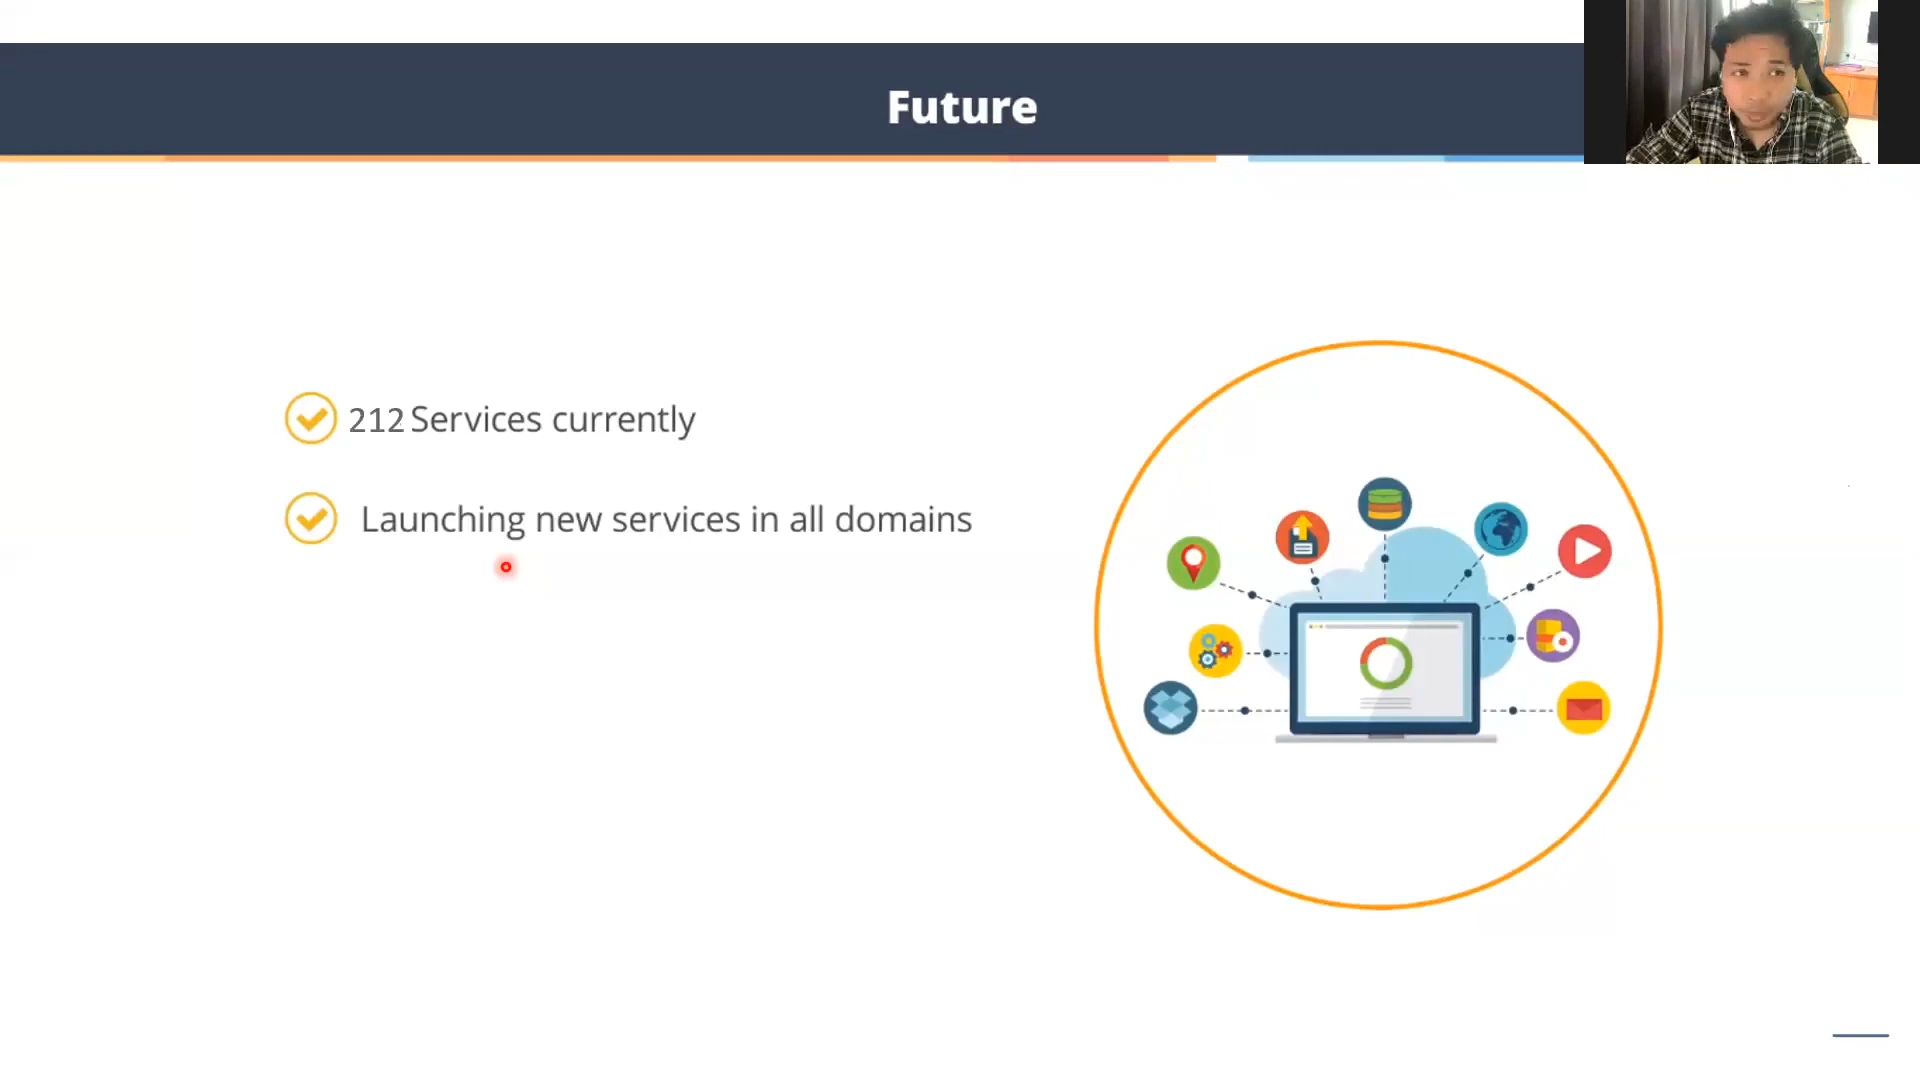 Future
212 Services currently
Launching new services in all domains